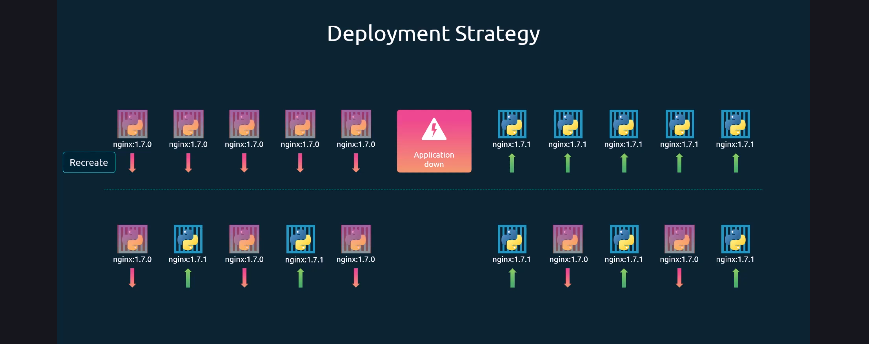 Deployment Strategy
nginx:1.7.0 nginx:1.7.0 nginx:1.7.0 nginx:1.7.0 nginx:1.7.0 nginx:1.7.1 nginx:1.7.1 nginx:1.7.1 nginx:1.7.1 nginx:1.7.1
Application
down
Recreate
nginx:1.7.0 nginx:1.7.1 nginx:1.7.0 nginx:1.7.1 nginx:1.7.0 nginx:1.7.1 nginx:1.7.0 nginx:1.7.1 nginx:1.7.0 nginx:1.7.1